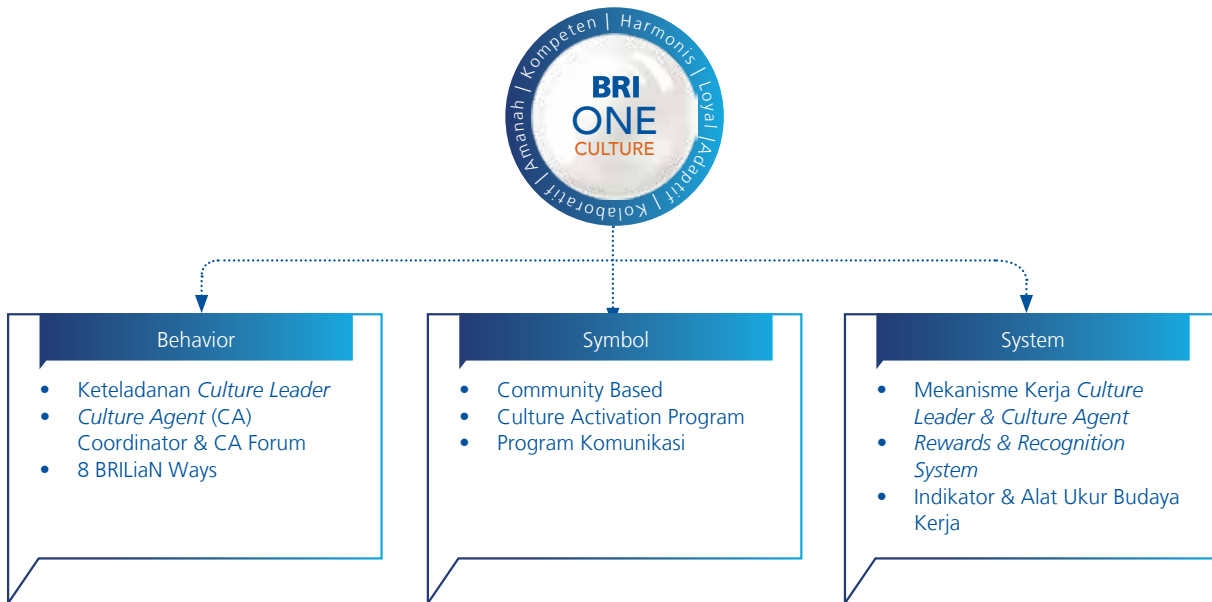 Amanah | Kompeten | Harmonis | Loyal |Adaptif | Kolaboratif |
BRI
ONE
CULTURE
Behavior
• Keteladanan Culture Leader
• Culture Agent (CA)
Coordinator & CA Forum
• 8 BRILiaN Ways
Symbol
• Community Based
• Culture Activation Program
• Program Komunikasi
System
• Mekanisme Kerja Culture
Leader & Culture Agent
• Rewards & Recognition
System
• Indikator & Alat Ukur Budaya
Kerja